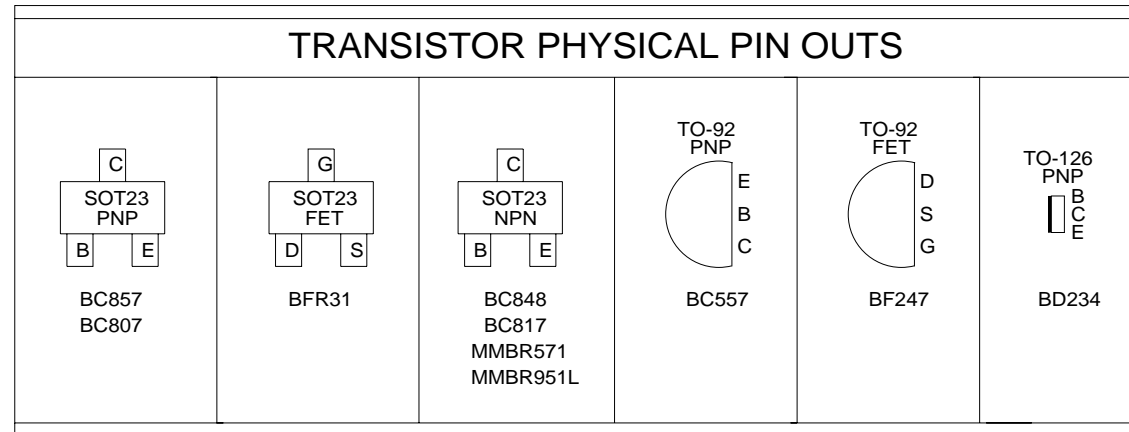 TRANSISTOR PHYSICAL PIN OUTS
C
SOT23
PNP
B E
BC857
BC807
G
SOT23
FET
D S
BFR31
C
SOT23
NPN
B E
BC848
BC817
MMBR571
MMBR951L
TO-92
PNP
E
B
C
BC557
TO-92
FET
D
S
G
BF247
TO-126
PNP
B
C
E
BD234